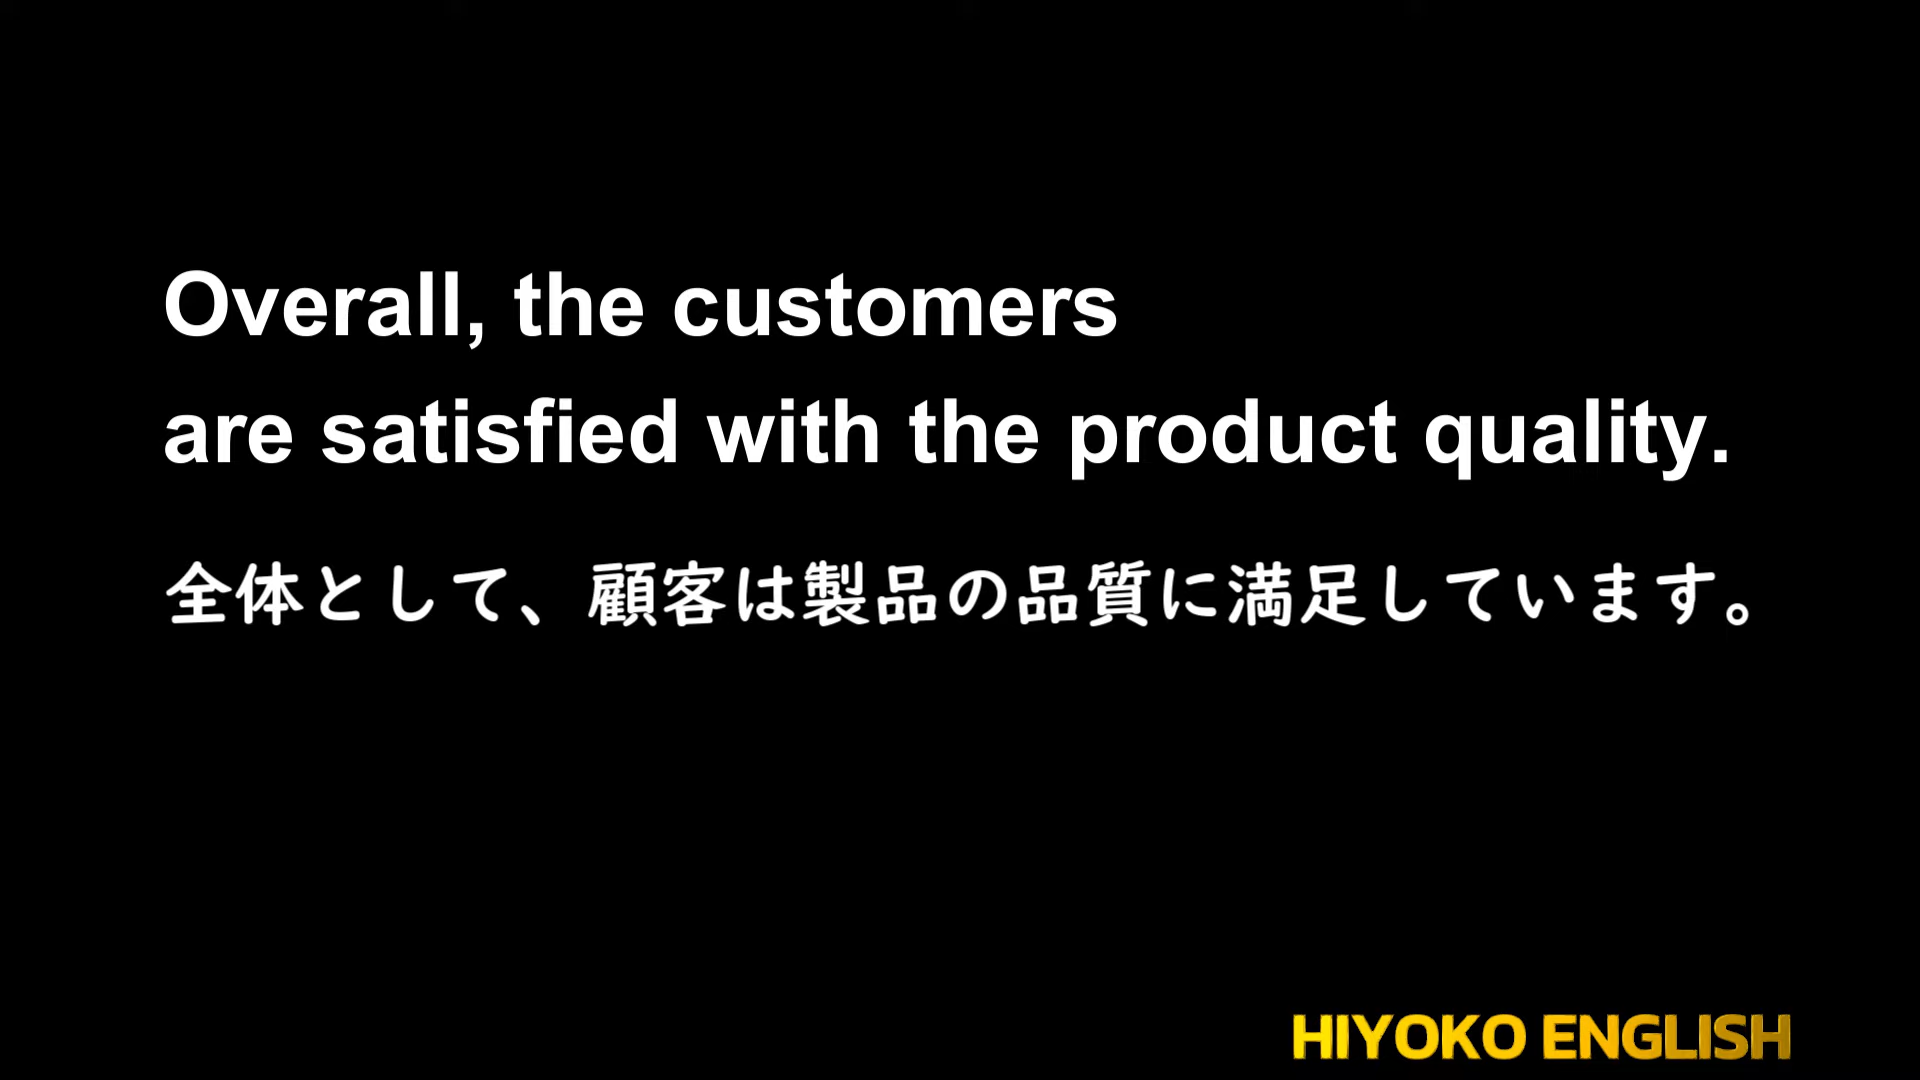 Overall, the customers
are satisfied with the product quality.
全体として、顧客は製品の品質に満足しています。
HIYOKO ENGLISH